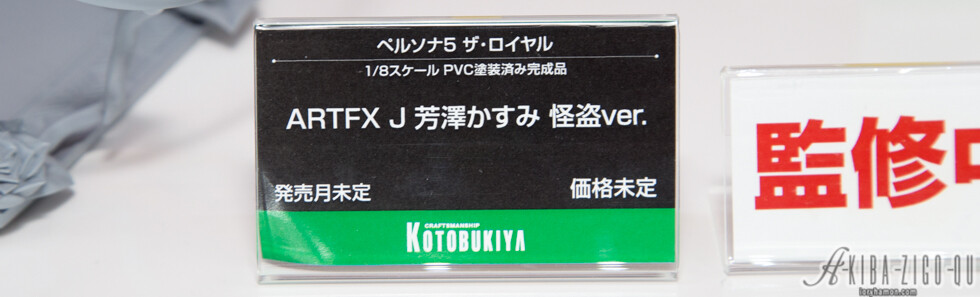 ペルソナ5 ザ・ロイヤル
1/8スケール PVC塗装済み完成品
ARTFX J 芳澤かすみ 怪盗ver.
発売月未定
価格未定
CRAFTSMANSHIP
KOTOBUKIYA
監修中
AKIBA-ZIGO-QU